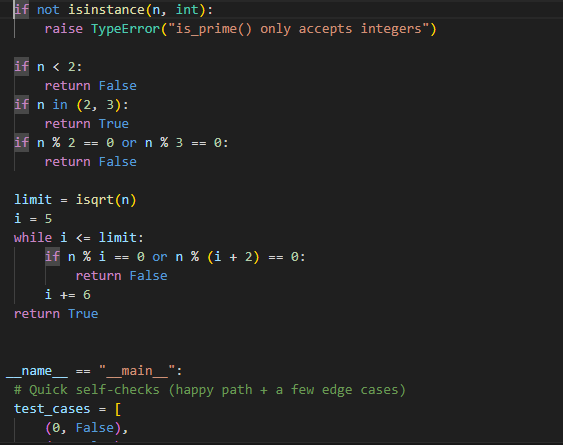 if not isinstance(n, int):
    raise TypeError("is_prime() only accepts integers")

if n < 2:
    return False
if n in (2, 3):
    return True
if n % 2 == 0 or n % 3 == 0:
    return False

limit = isqrt(n)
i = 5
while i <= limit:
    if n % i == 0 or n % (i + 2) == 0:
        return False
    i += 6
return True

__name__ == "__main__":
# Quick self-checks (happy path + a few edge cases)
test_cases = [
    (0, False),